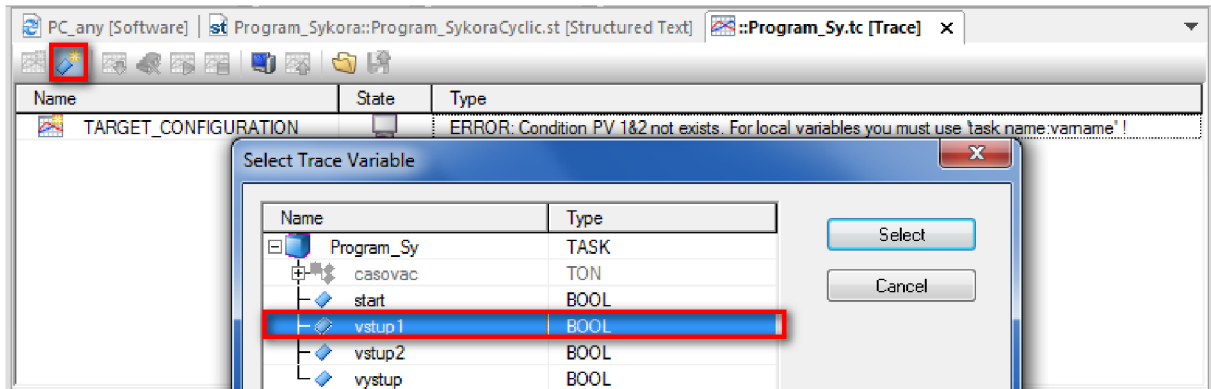 PC_any [Software] st Program_Sykora::Program_SykoraCyclic.st [Structured Text] ::Program_Sy.tc [Trace] x
Name State Type
TARGET_CONFIGURATION ERROR: Condition PV 1&2 not exists. For local variables you must use 'task name:varname' !
Select Trace Variable
Name Type
Select
Program_Sy TASK
casovac TON
Cancel
start BOOL
vstup1 BOOL
vstup2 BOOL
vystup BOOL